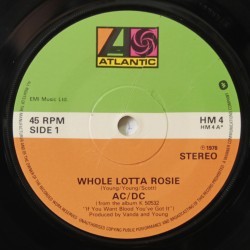 ATLANTIC
EMI Music Ltd.
45 RPM
SIDE 1
HM 4
HM 4 A*
℗ 1978
STEREO
WHOLE LOTTA ROSIE
(Young/Young/Scott)
AC/DC
(from the album K 50532
"If You Want Blood You've Got It")
Produced by Vanda and Young